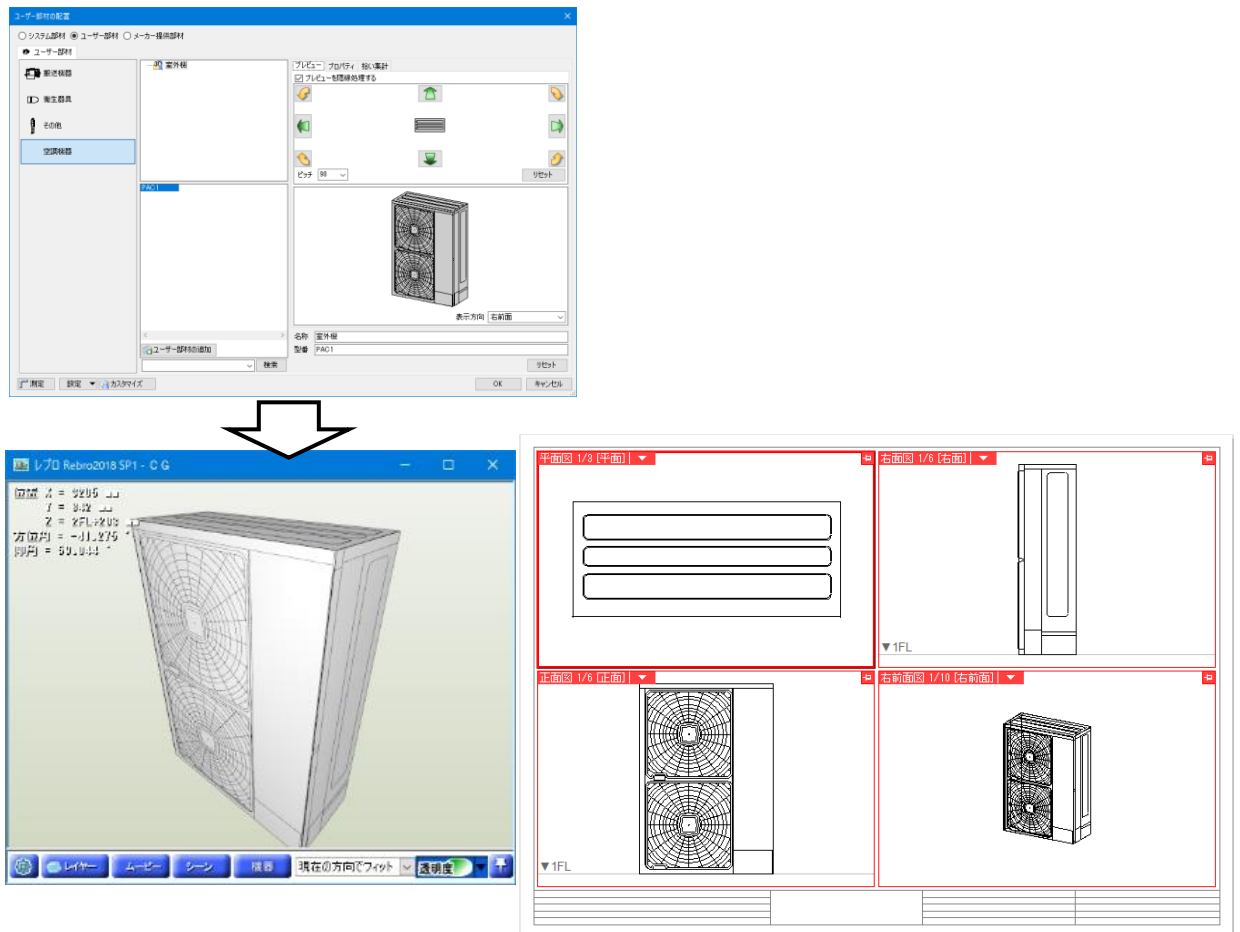 ユーザー部材の配置
システム部材 ユーザー部材 メーカー提供部材
ユーザー部材
搬送機器
衛生器具
その他
空調機器
室外機
PAC1
ユーザー部材の追加
検索
プレビュー プロパティ 拾い集計
プレビューを隠線処理する
ピッチ 90 リセット
表示方向 右前面
名称 室外機
型番 PAC1
リセット
測定 設定 カスタマイズ OK キャンセル
レブロ Rebro2018 SP1 - C G
位置 X =
Y =
Z =
方位角 = -41.276 °
仰角 =
レイヤー ムービー シーン 機器 現在の方向でフィット 透明度
平面図 1/3 [平面]
右面図 1/6 [右面]
▼1FL
正面図 1/6 [正面]
▼1FL
右前面図 1/10 [右前面]